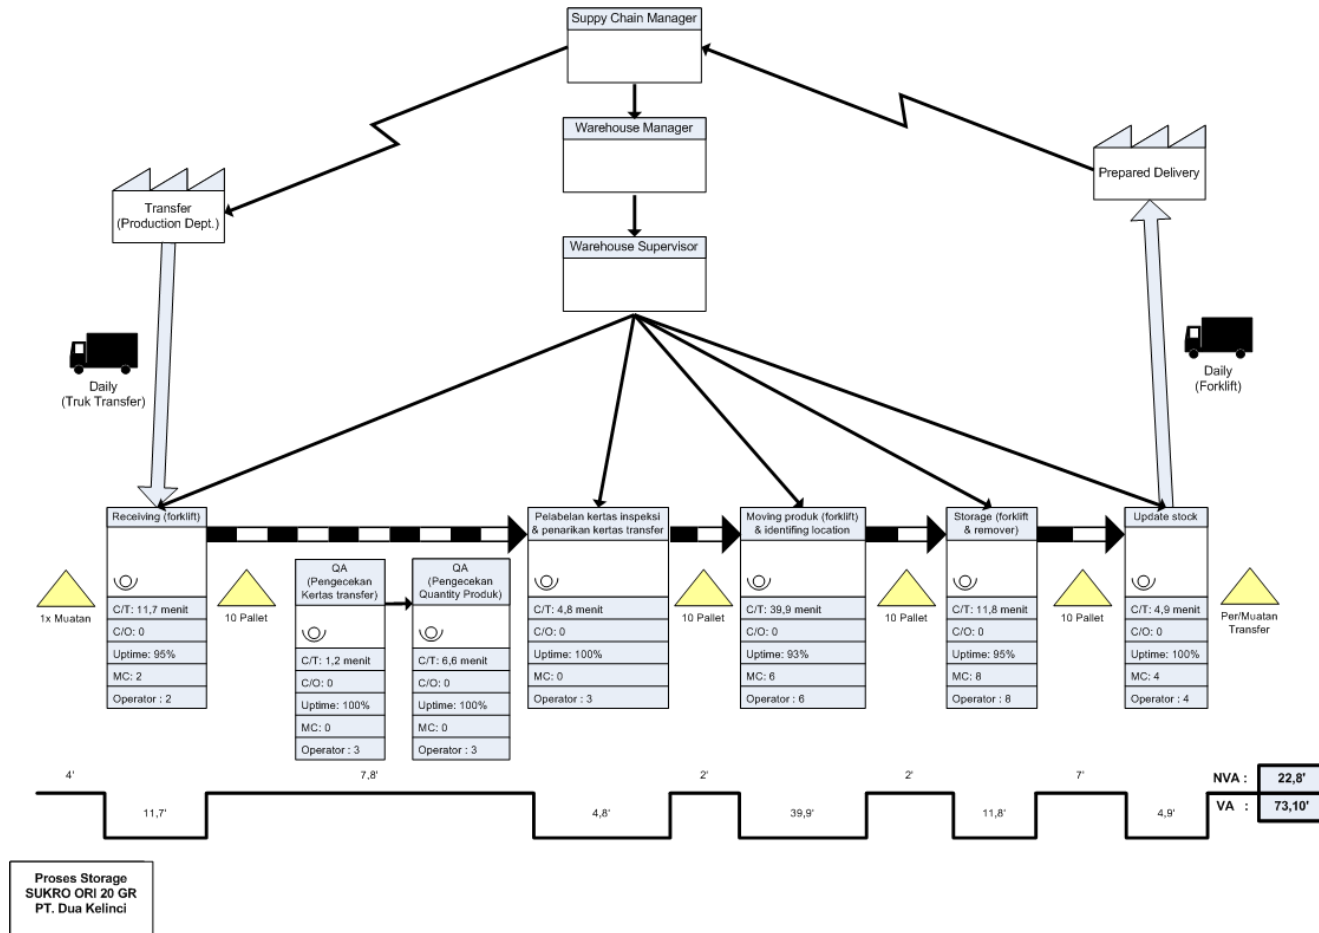 Suppy Chain Manager
Warehouse Manager
Warehouse Supervisor
Transfer
(Production Dept.)
Prepared Delivery
Daily
(Truk Transfer)
Daily
(Forklift)
1x Muatan
Receiving (forklift)
C/T: 11,7 menit
C/O: 0
Uptime: 95%
MC: 2
Operator : 2
10 Pallet
QA
(Pengecekan
Kertas transfer)
C/T: 1,2 menit
C/O: 0
Uptime: 100%
MC: 0
Operator : 3
QA
(Pengecekan
Quantity Produk)
C/T: 6,6 menit
C/O: 0
Uptime: 100%
MC: 0
Operator : 3
Pelabelan kertas inspeksi
& penarikan kertas transfer
C/T: 4,8 menit
C/O: 0
Uptime: 100%
MC: 0
Operator : 3
10 Pallet
Moving produk (forklift)
& identifing location
C/T: 39,9 menit
C/O: 0
Uptime: 93%
MC: 6
Operator : 6
10 Pallet
Storage (forklift
& remover)
C/T: 11,8 menit
C/O: 0
Uptime: 95%
MC: 8
Operator : 8
10 Pallet
Update stock
C/T: 4,9 menit
C/O: 0
Uptime: 100%
MC: 4
Operator : 4
Per/Muatan
Transfer
4'
7,8'
2'
2'
7'
NVA : 22,8'
11,7'
4,8'
39,9'
11,8'
4,9'
VA : 73,10'
Proses Storage
SUKRO ORI 20 GR
PT. Dua Kelinci